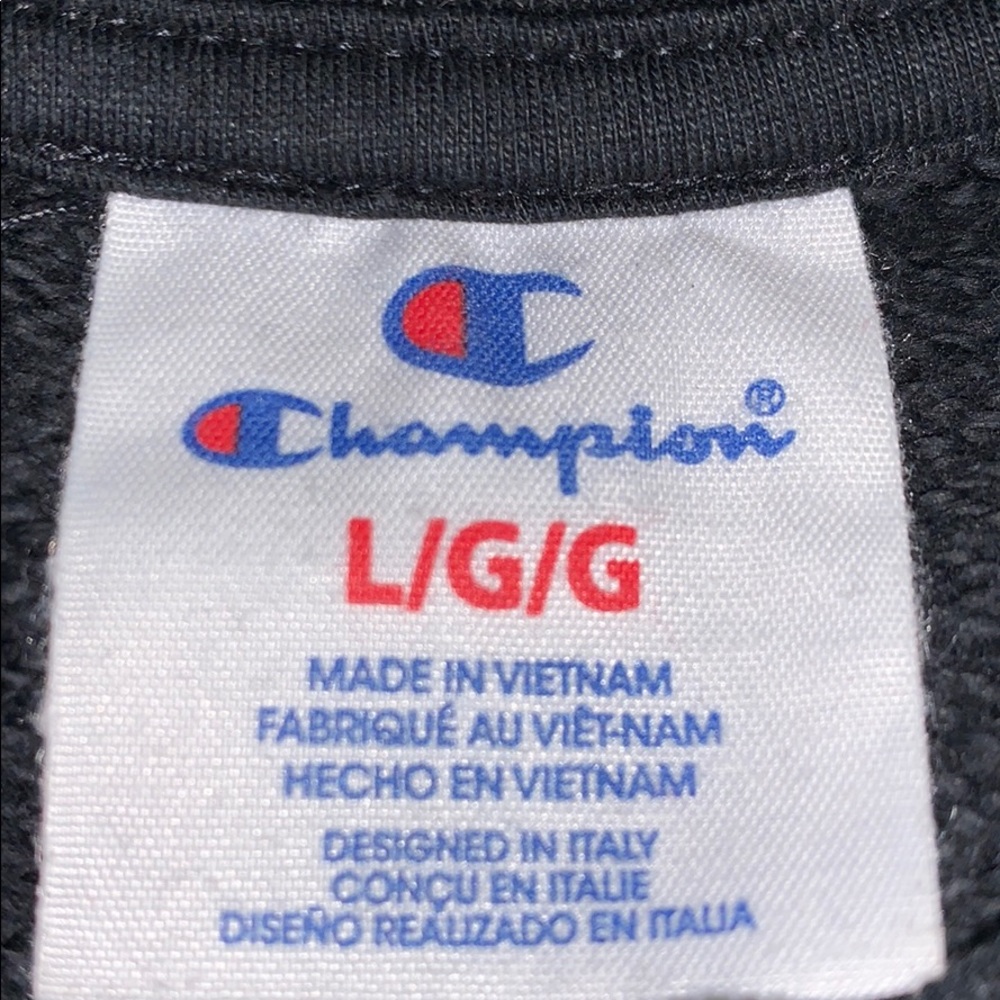 Champion®
L/G/G
MADE IN VIETNAM
FABRIQUÉ AU VIÊT-NAM
HECHO EN VIETNAM
DESIGNED IN ITALY
CONÇU EN ITALIE
DISEÑO REALIZADO EN ITALIA